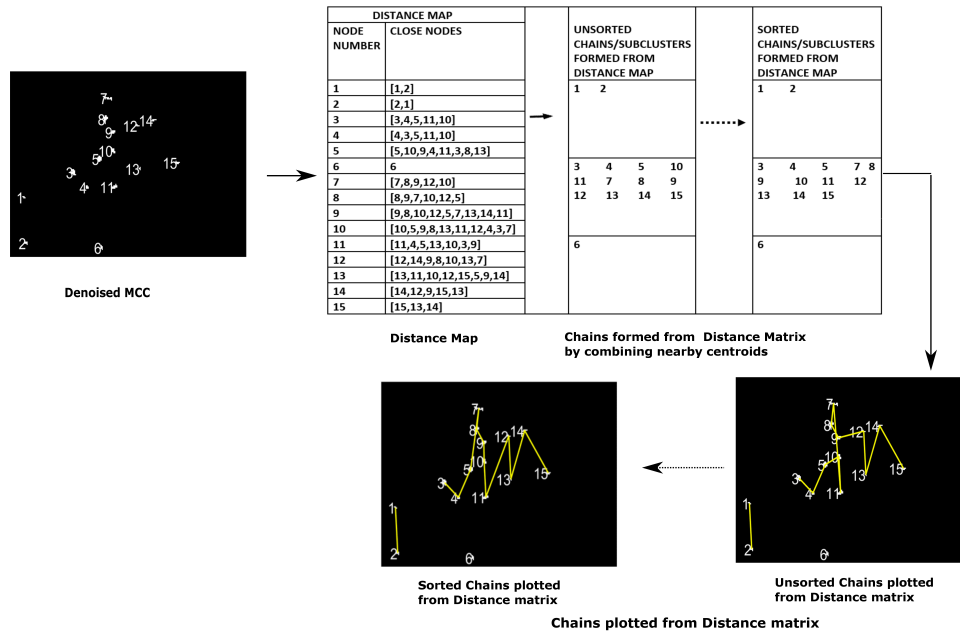 DISTANCE MAP
NODE NUMBER
CLOSE NODES
UNSORTED
CHAINS/SUBCLUSTERS
FORMED FROM
DISTANCE MAP
SORTED
CHAINS/SUBCLUSTERS
FORMED FROM
DISTANCE MAP
1 [1,2]
2 [2,1]
3 [3,4,5,11,10]
4 [4,3,5,11,10]
5 [5,10,9,4,11,3,8,13]
6 6
7 [7,8,9,12,10]
8 [8,9,7,10,12,5]
9 [9,8,10,12,5,7,13,14,11]
10 [10,5,9,8,13,11,12,4,3,7]
11 [11,4,5,13,10,3,9]
12 [12,14,9,8,10,13,7]
13 [13,11,10,12,15,5,9,14]
14 [14,12,9,15,13]
15 [15,13,14]
1 2
3 4 5 10
11 7 8 9
12 13 14 15
6
1 2
3 4 5 7 8
9 10 11 12
13 14 15
6
7
8
12 14
9
10
5
13 15
3
4 11
1
2
6
Denoised MCC
Distance Map
Chains formed from Distance Matrix
by combining nearby centroids
7
8
12 14
9
10
5
13 15
3
4 11
1
2
6
Sorted Chains plotted
from Distance matrix
7
8
12 14
9
10
5
13 15
3
4 11
1
2
6
Unsorted Chains plotted
from Distance matrix
Chains plotted from Distance matrix